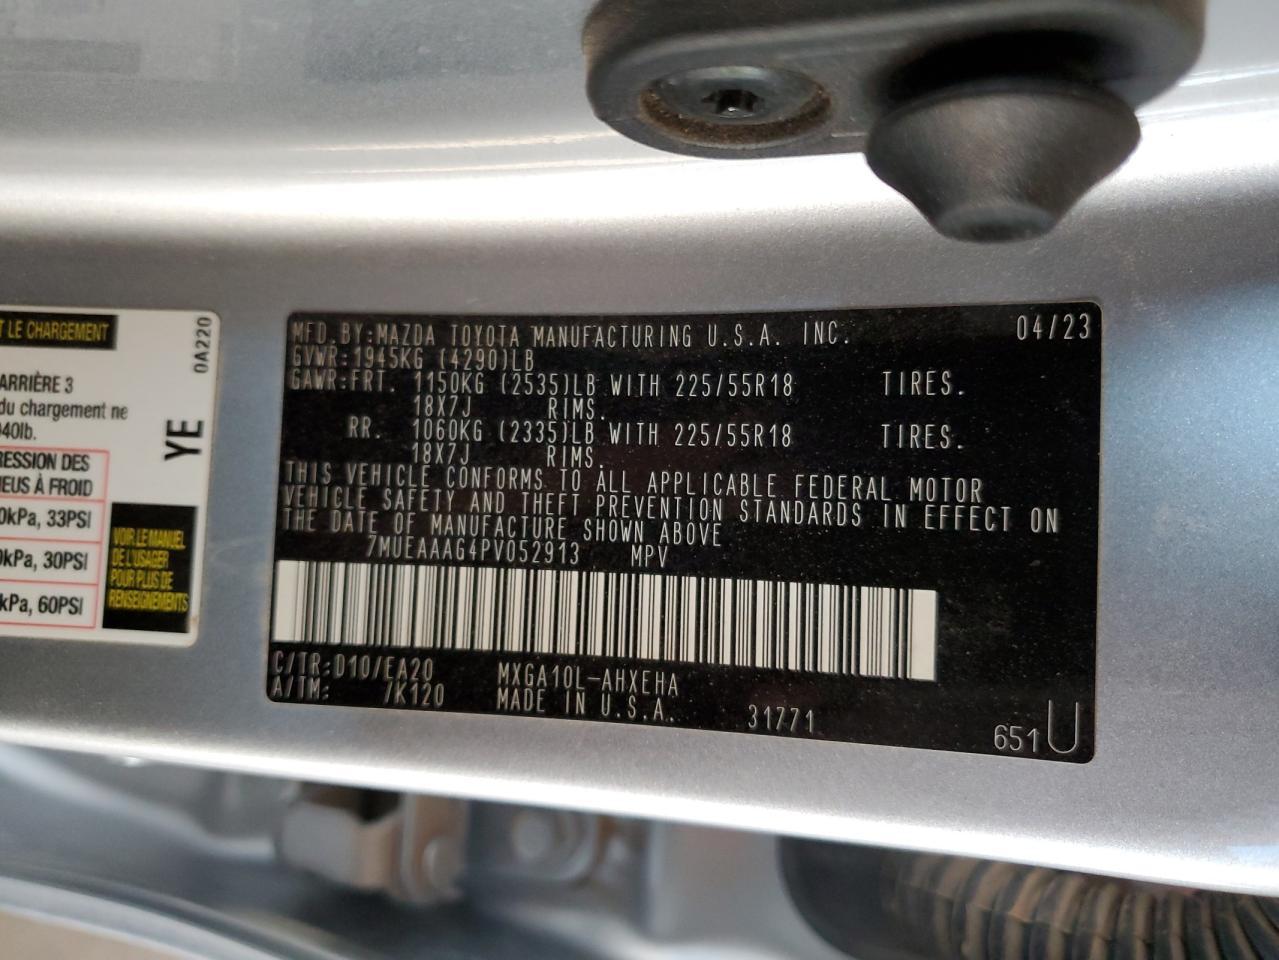 T LE CHARGEMENT
0A220
ARRIÈRE 3
du chargement ne
940lb.
YE
RESSION DES
NEUS À FROID
0kPa, 33PSI
kPa, 30PSI
kPa, 60PSI
VOIR LE MANUEL
DE L'USAGER
POUR PLUS DE
RENSEIGNEMENTS
MFD.BY:MAZDA TOYOTA MANUFACTURING U.S.A. INC. 04/23
GVWR:1945KG (4290)LB
GAWR:FRT. 1150KG (2535)LB WITH 225/55R18 TIRES.
18X7J RIMS.
RR. 1060KG (2335)LB WITH 225/55R18 TIRES.
18X7J RIMS.
THIS VEHICLE CONFORMS TO ALL APPLICABLE FEDERAL MOTOR
VEHICLE SAFETY AND THEFT PREVENTION STANDARDS IN EFFECT ON
THE DATE OF MANUFACTURE SHOWN ABOVE
7MUEAAAG4PV052913 MPV
C/TR:D10/EA20 MXGA10L-AHXEHA
A/TM: /K120 MADE IN U.S.A. 31771
651U